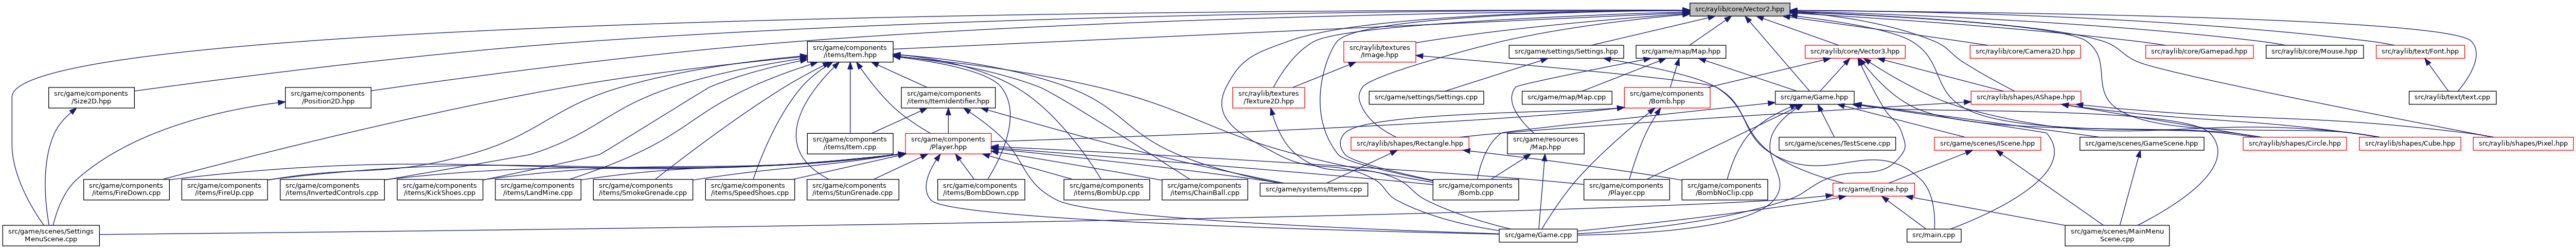 src/raylib/core/Vector2.hpp
src/game/components
/items/Item.hpp
src/raylib/textures
/Image.hpp
src/game/settings/Settings.hpp
src/game/map/Map.hpp
src/raylib/core/Vector3.hpp
src/raylib/core/Camera2D.hpp
src/raylib/core/Gamepad.hpp
src/raylib/core/Mouse.hpp
src/raylib/text/Font.hpp
src/game/components
/Size2D.hpp
src/game/components
/Position2D.hpp
src/game/components
/items/ItemIdentifier.hpp
src/raylib/textures
/Texture2D.hpp
src/game/settings/Settings.cpp
src/game/map/Map.cpp
src/game/components
/Bomb.hpp
src/game/Game.hpp
src/raylib/shapes/AShape.hpp
src/raylib/text/text.cpp
src/game/components
/items/Item.cpp
src/game/components
/Player.hpp
src/raylib/shapes/Rectangle.hpp
src/game/resources
/Map.hpp
src/game/scenes/TestScene.cpp
src/game/scenes/IScene.hpp
src/game/scenes/GameScene.hpp
src/raylib/shapes/Circle.hpp
src/raylib/shapes/Cube.hpp
src/raylib/shapes/Pixel.hpp
src/game/components
/items/FireDown.cpp
src/game/components
/items/FireUp.cpp
src/game/components
/items/InvertedControls.cpp
src/game/components
/items/KickShoes.cpp
src/game/components
/items/LandMine.cpp
src/game/components
/items/SmokeGrenade.cpp
src/game/components
/items/SpeedShoes.cpp
src/game/components
/items/StunGrenade.cpp
src/game/components
/items/BombDown.cpp
src/game/components
/items/BombUp.cpp
src/game/components
/items/ChainBall.cpp
src/game/systems/Items.cpp
src/game/components
/Bomb.cpp
src/game/components
/Player.cpp
src/game/components
/BombNoClip.cpp
src/game/Engine.hpp
src/game/scenes/Settings
MenuScene.cpp
src/game/Game.cpp
src/main.cpp
src/game/scenes/MainMenu
Scene.cpp